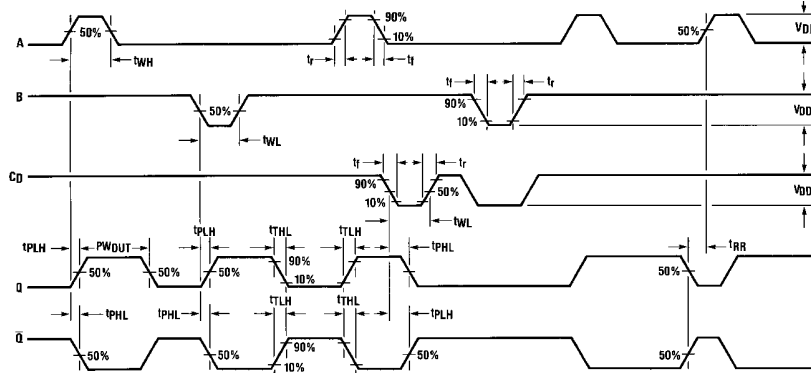 A 50% tWH tr 90% 10% tf 50% VDD
B 50% tWL tf tr 90% 10% VDD
CD tf tr 90% 10% 50% tWL VDD
tPLH PWOUT tPLH tTHL tTLH tPHL tRR
Q 50% 50% 50% 90% 10% 50%
tPHL tPHL tTLH tTHL tPLH
Q 50% 50% 90% 10% 50% 50%